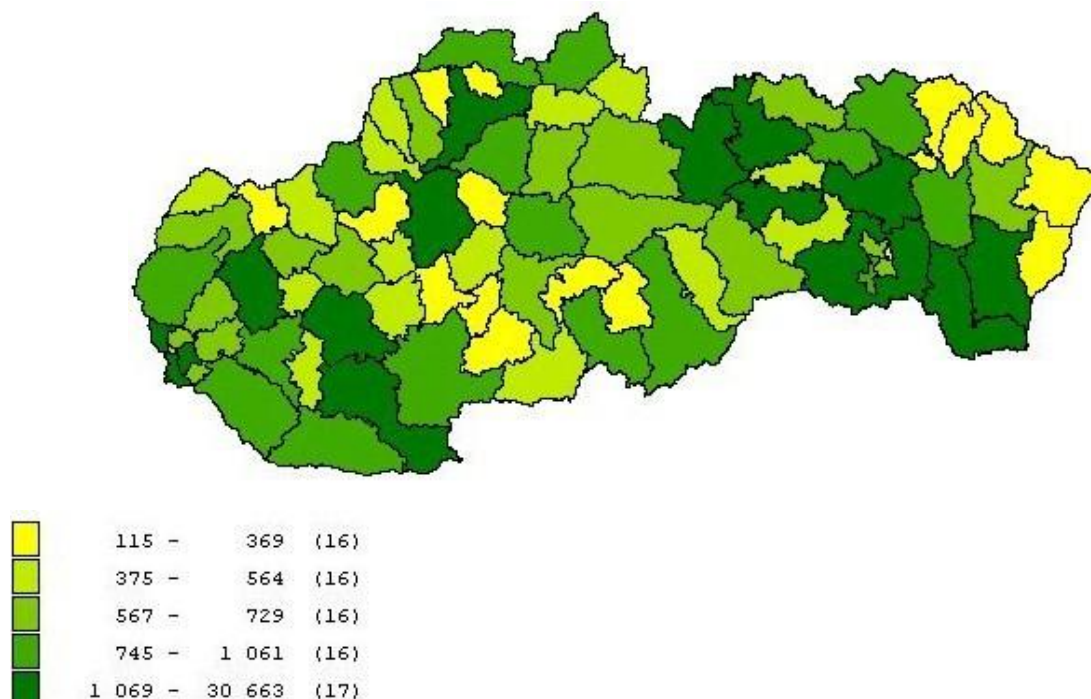 115 - 369 (16)
375 - 564 (16)
567 - 729 (16)
745 - 1 061 (16)
1 069 - 30 663 (17)